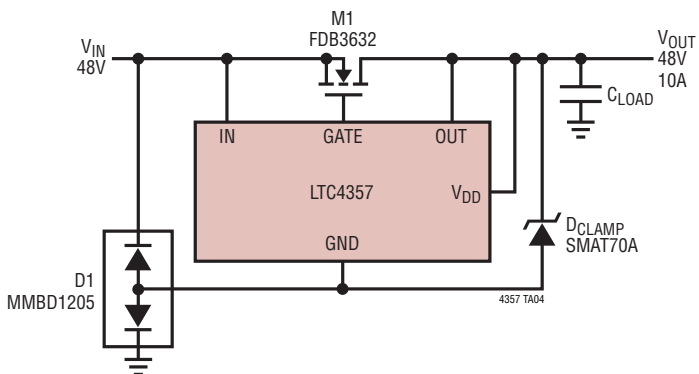 M1
FDB3632
VIN
48V
VOUT
48V
10A
CLOAD
IN
GATE
OUT
LTC4357
VDD
GND
DCLAMP
SMAT70A
D1
MMBD1205
4357 TA04